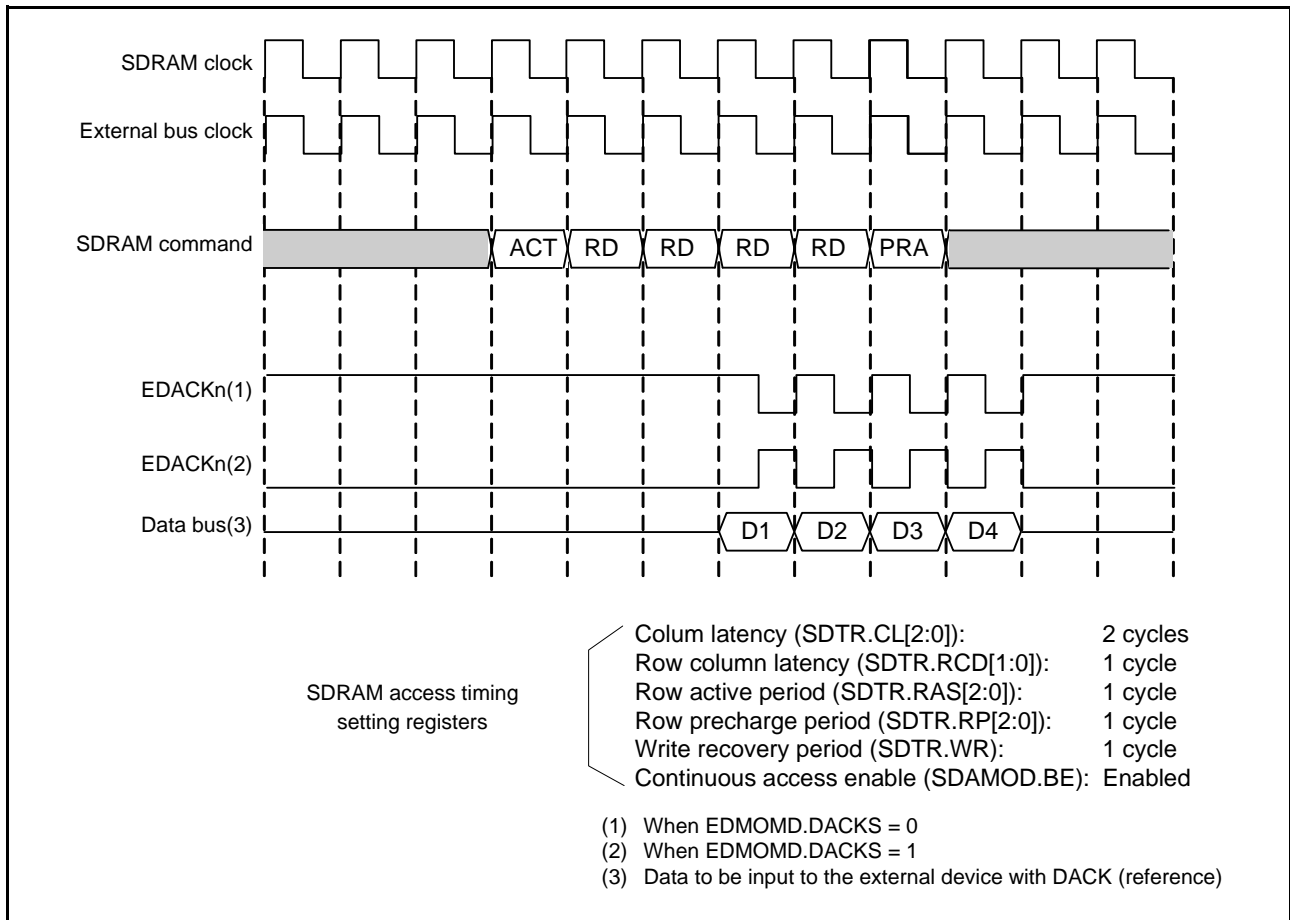 SDRAM clock
External bus clock
SDRAM command
ACT RD RD RD RD PRA
EDACKn(1)
EDACKn(2)
Data bus(3)
D1 D2 D3 D4
SDRAM access timing
setting registers
Colum latency (SDTR.CL[2:0]): 2 cycles
Row column latency (SDTR.RCD[1:0]): 1 cycle
Row active period (SDTR.RAS[2:0]): 1 cycle
Row precharge period (SDTR.RP[2:0]): 1 cycle
Write recovery period (SDTR.WR): 1 cycle
Continuous access enable (SDAMOD.BE): Enabled
(1) When EDMOMD.DACKS = 0
(2) When EDMOMD.DACKS = 1
(3) Data to be input to the external device with DACK (reference)